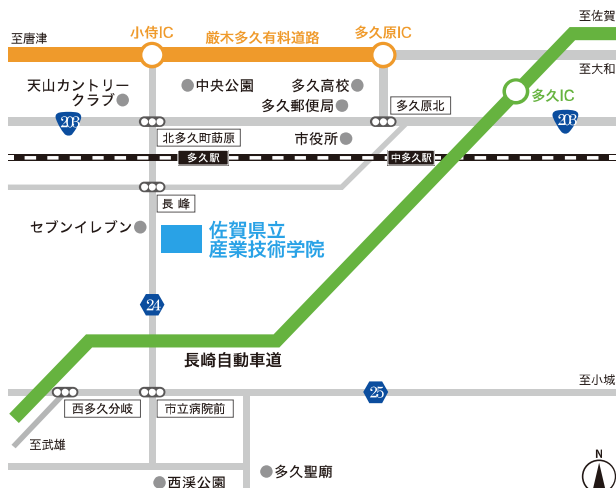 至佐賀
小侍IC
厳木多久有料道路
多久原IC
至唐津
至大和
天山カントリー
クラブ
中央公園
多久高校
多久郵便局
多久原北
多久IC
203
203
北多久町莇原
市役所
多久駅
中多久駅
長峰
セブンイレブン
佐賀県立
産業技術学院
24
長崎自動車道
至小城
25
西多久分岐
市立病院前
至武雄
西渓公園
多久聖廟
N